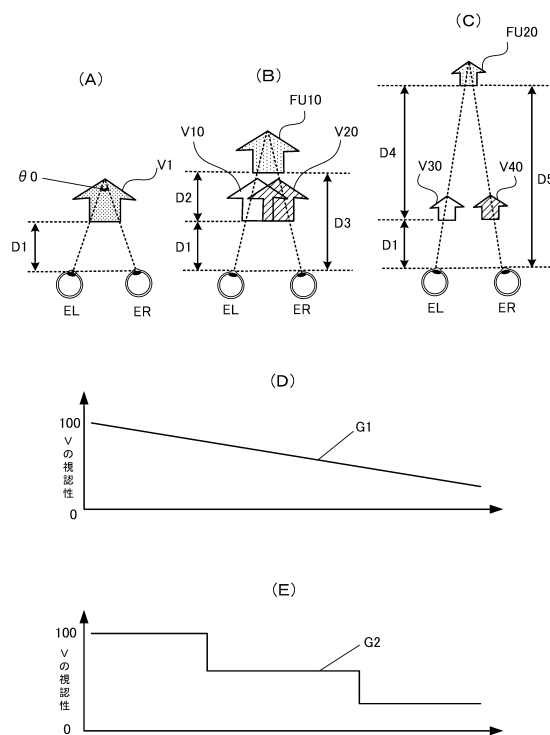 (A)
θ0
V1
D1
EL
ER
(B)
FU10
V10
V20
D2
D3
D1
EL
ER
(C)
FU20
D4
V30
V40
D5
D1
EL
ER
(D)
100
Vの視認性
0
G1
(E)
100
Vの視認性
0
G2